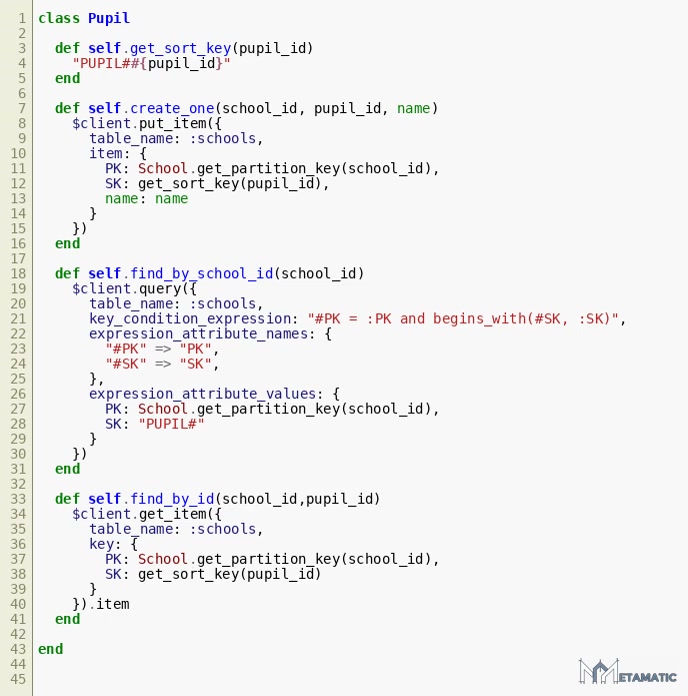 1 class Pupil
2
3   def self.get_sort_key(pupil_id)
4     "PUPIL##{pupil_id}"
5   end
6
7   def self.create_one(school_id, pupil_id, name)
8     $client.put_item({
9       table_name: :schools,
10       item: {
11         PK: School.get_partition_key(school_id),
12         SK: get_sort_key(pupil_id),
13         name: name
14       }
15     })
16   end
17
18   def self.find_by_school_id(school_id)
19     $client.query({
20       table_name: :schools,
21       key_condition_expression: "#PK = :PK and begins_with(#SK, :SK)",
22       expression_attribute_names: {
23         "#PK" => "PK",
24         "#SK" => "SK",
25       },
26       expression_attribute_values: {
27         PK: School.get_partition_key(school_id),
28         SK: "PUPIL#"
29       }
30     })
31   end
32
33   def self.find_by_id(school_id,pupil_id)
34     $client.get_item({
35       table_name: :schools,
36       key: {
37         PK: School.get_partition_key(school_id),
38         SK: get_sort_key(pupil_id)
39       }
40     }).item
41   end
42
43 end
44
45
METAMATIC